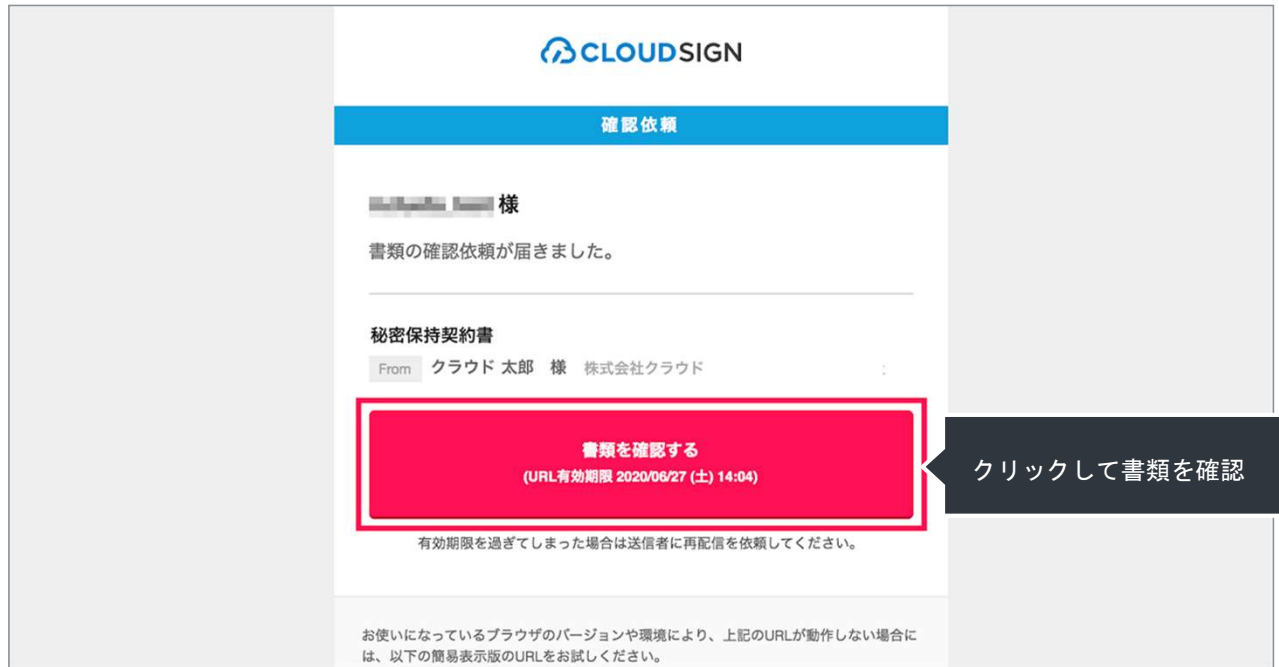 CLOUDSIGN
確認依頼
様
書類の確認依頼が届きました。
秘密保持契約書
From クラウド 太郎 様 株式会社クラウド
書類を確認する
(URL有効期限 2020/06/27 (土) 14:04)
クリックして書類を確認
有効期限を過ぎてしまった場合は送信者に再配信を依頼してください。
お使いになっているブラウザのバージョンや環境により、上記のURLが動作しない場合に
は、以下の簡易表示版のURLをお試しください。